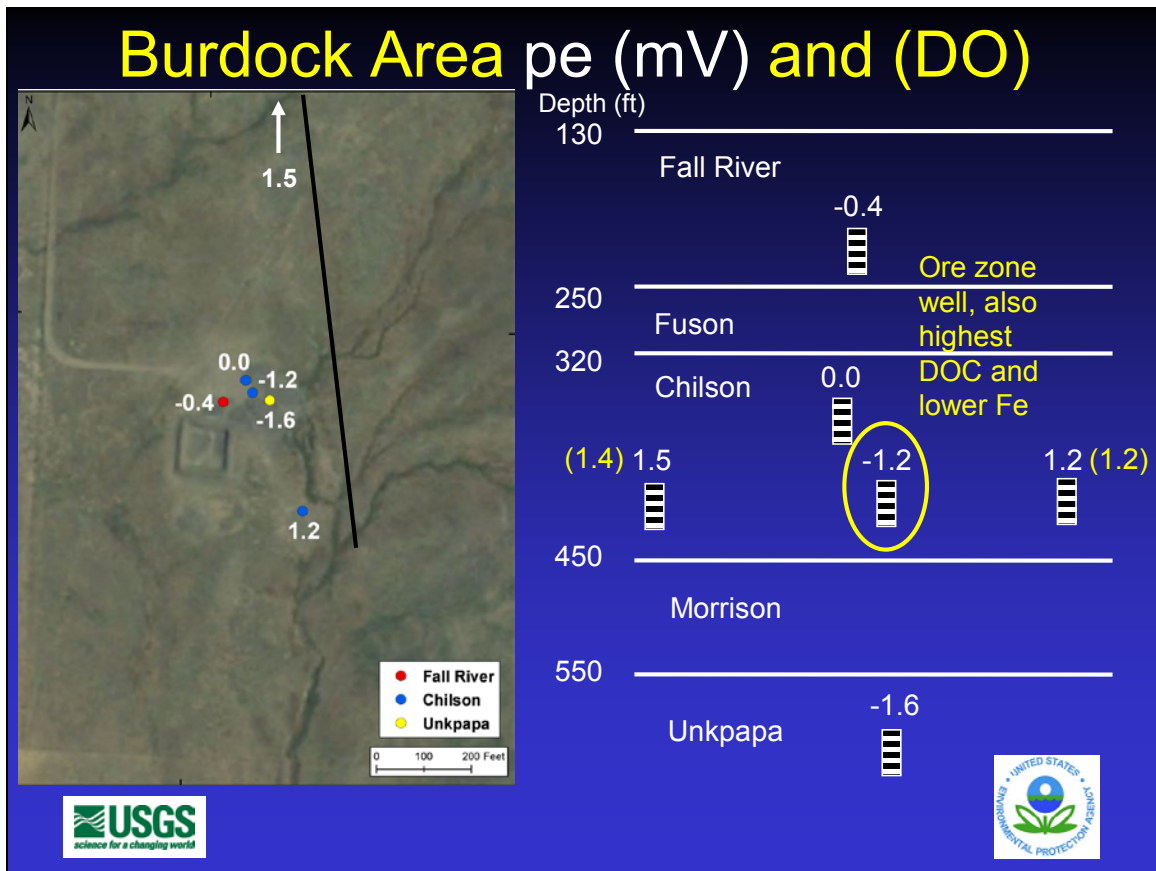 Burdock Area pe (mV) and (DO)
N
1.5
0.0
-1.2
-0.4
-1.6
1.2
Fall River
Chilson
Unkpapa
0 100 200 Feet
Depth (ft)
130
Fall River
-0.4
Ore zone
well, also
highest
DOC and
lower Fe
250
Fuson
320
Chilson
0.0
(1.4) 1.5
-1.2
1.2 (1.2)
450
Morrison
550
Unkpapa
-1.6
USGS
science for a changing world
UNITED STATES
ENVIRONMENTAL PROTECTION AGENCY